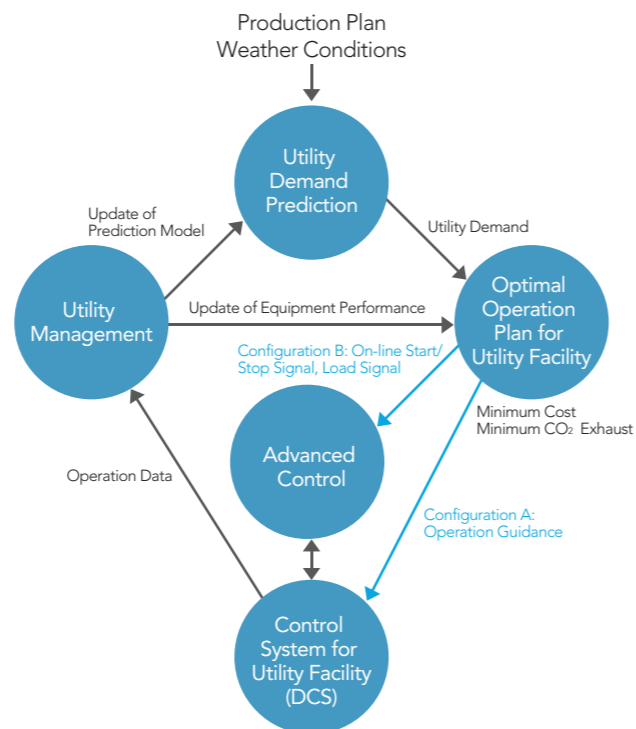 Production Plan
Weather Conditions
Utility
Demand
Prediction
Update of
Prediction Model
Utility Demand
Utility
Management
Update of Equipment Performance
Optimal
Operation
Plan for
Utility Facility
Configuration B: On-line Start/
Stop Signal, Load Signal
Minimum Cost
Minimum CO₂ Exhaust
Advanced
Control
Operation Data
Configuration A:
Operation Guidance
Control
System for
Utility Facility
(DCS)